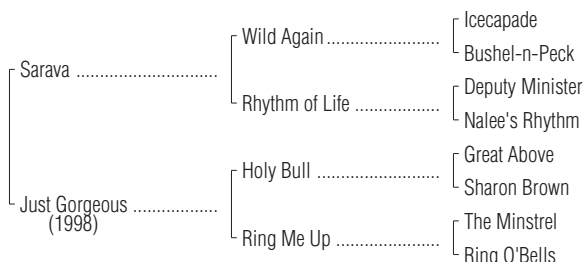 Icecapade
Wild Again ........................
Bushel-n-Peck
Sarava ..............................
Deputy Minister
Rhythm of Life ..................
Nalee's Rhythm
Great Above
Holy Bull ..........................
Sharon Brown
Just Gorgeous ..................
(1998)
The Minstrel
Ring Me Up ......................
Ring O'Bells